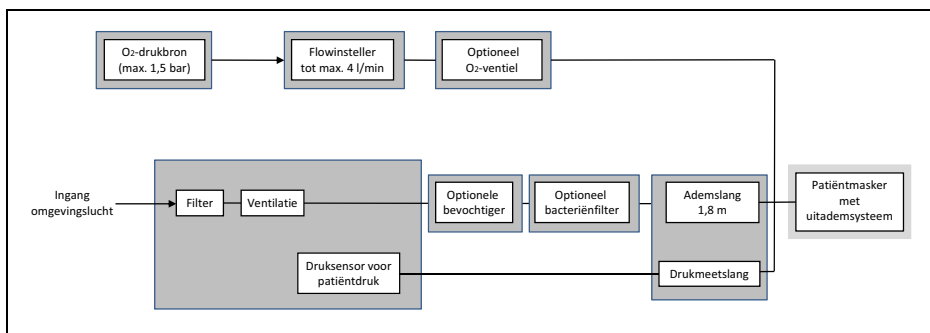 O2-drukbron
(max. 1,5 bar)
Flowinsteller
tot max. 4 l/min
Optioneel
O2-ventiel
Ingang
omgevingslucht
Filter
Ventilatie
Optionele
bevochtiger
Optioneel
bacteriënfilter
Ademslang
1,8 m
Patiëntmasker
met
uitademsysteem
Druksensor voor
patiëntdruk
Drukmeetslang